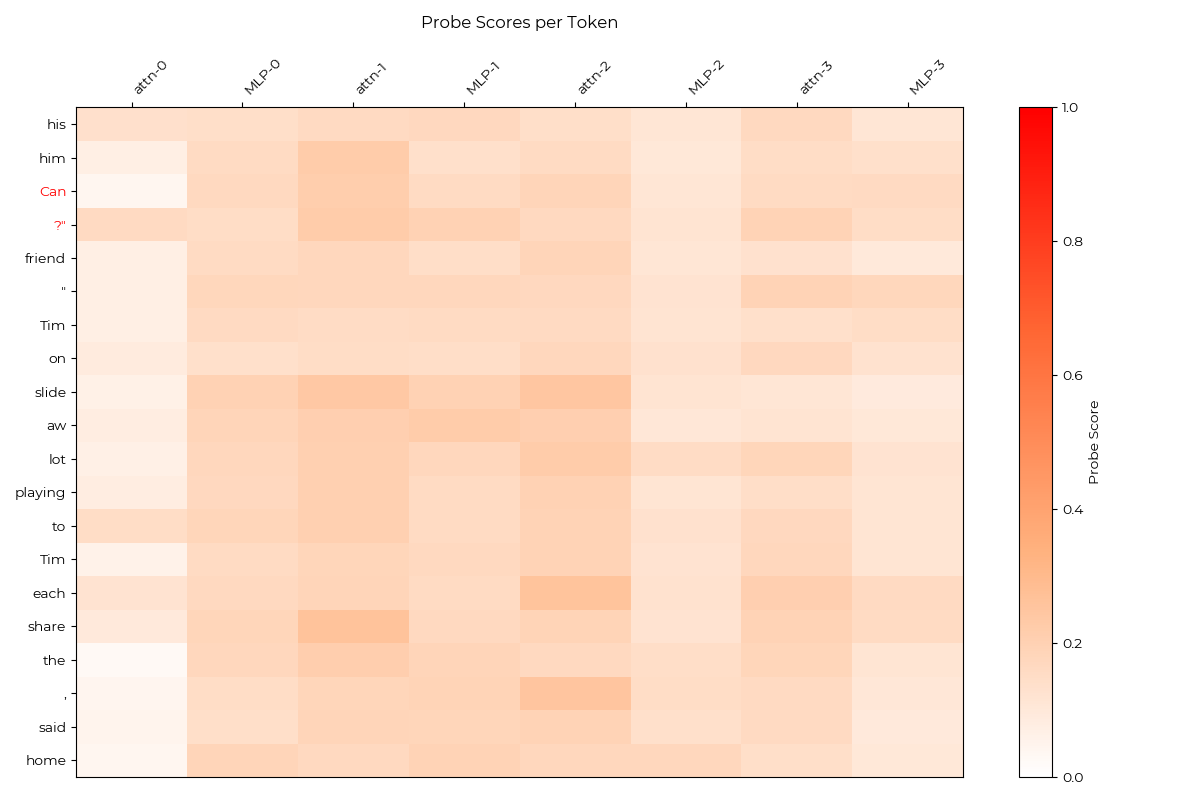 Probe Scores per Token
attn-0 MLP-0 attn-1 MLP-1 attn-2 MLP-2 attn-3 MLP-3
his
him
Can
?"
friend
"
Tim
on
slide
aw
lot
playing
to
Tim
each
share
the
,
said
home
1.0
0.8
0.6
0.4
0.2
0.0
Probe Score